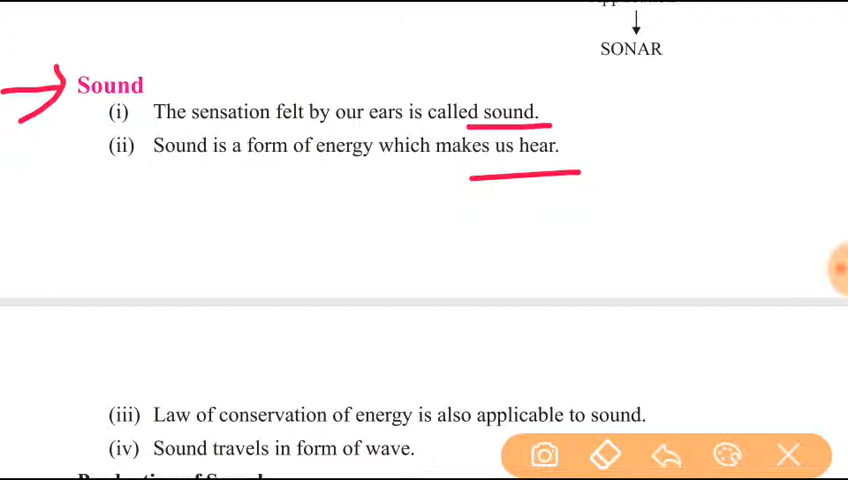 SONAR
Sound
(i) The sensation felt by our ears is called sound.
(ii) Sound is a form of energy which makes us hear.
(iii) Law of conservation of energy is also applicable to sound.
(iv) Sound travels in form of wave.